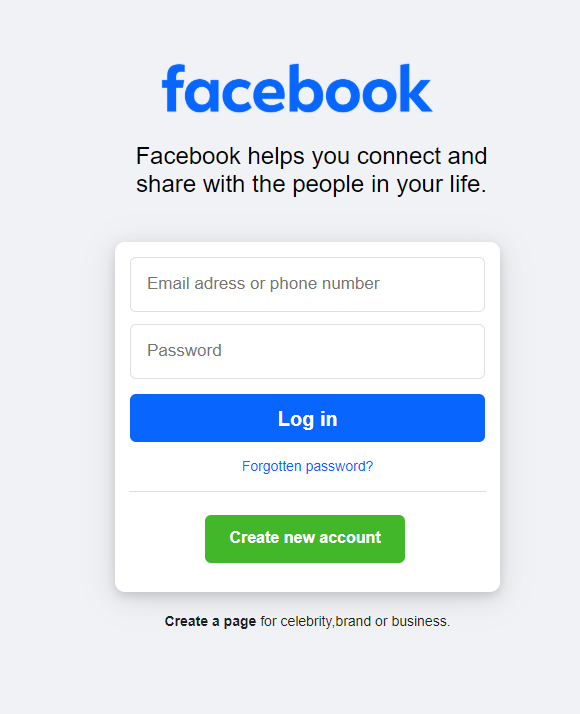 facebook
Facebook helps you connect and
share with the people in your life.
Email adress or phone number
Password
Log in
Forgotten password?
Create new account
Create a page for celebrity,brand or business.